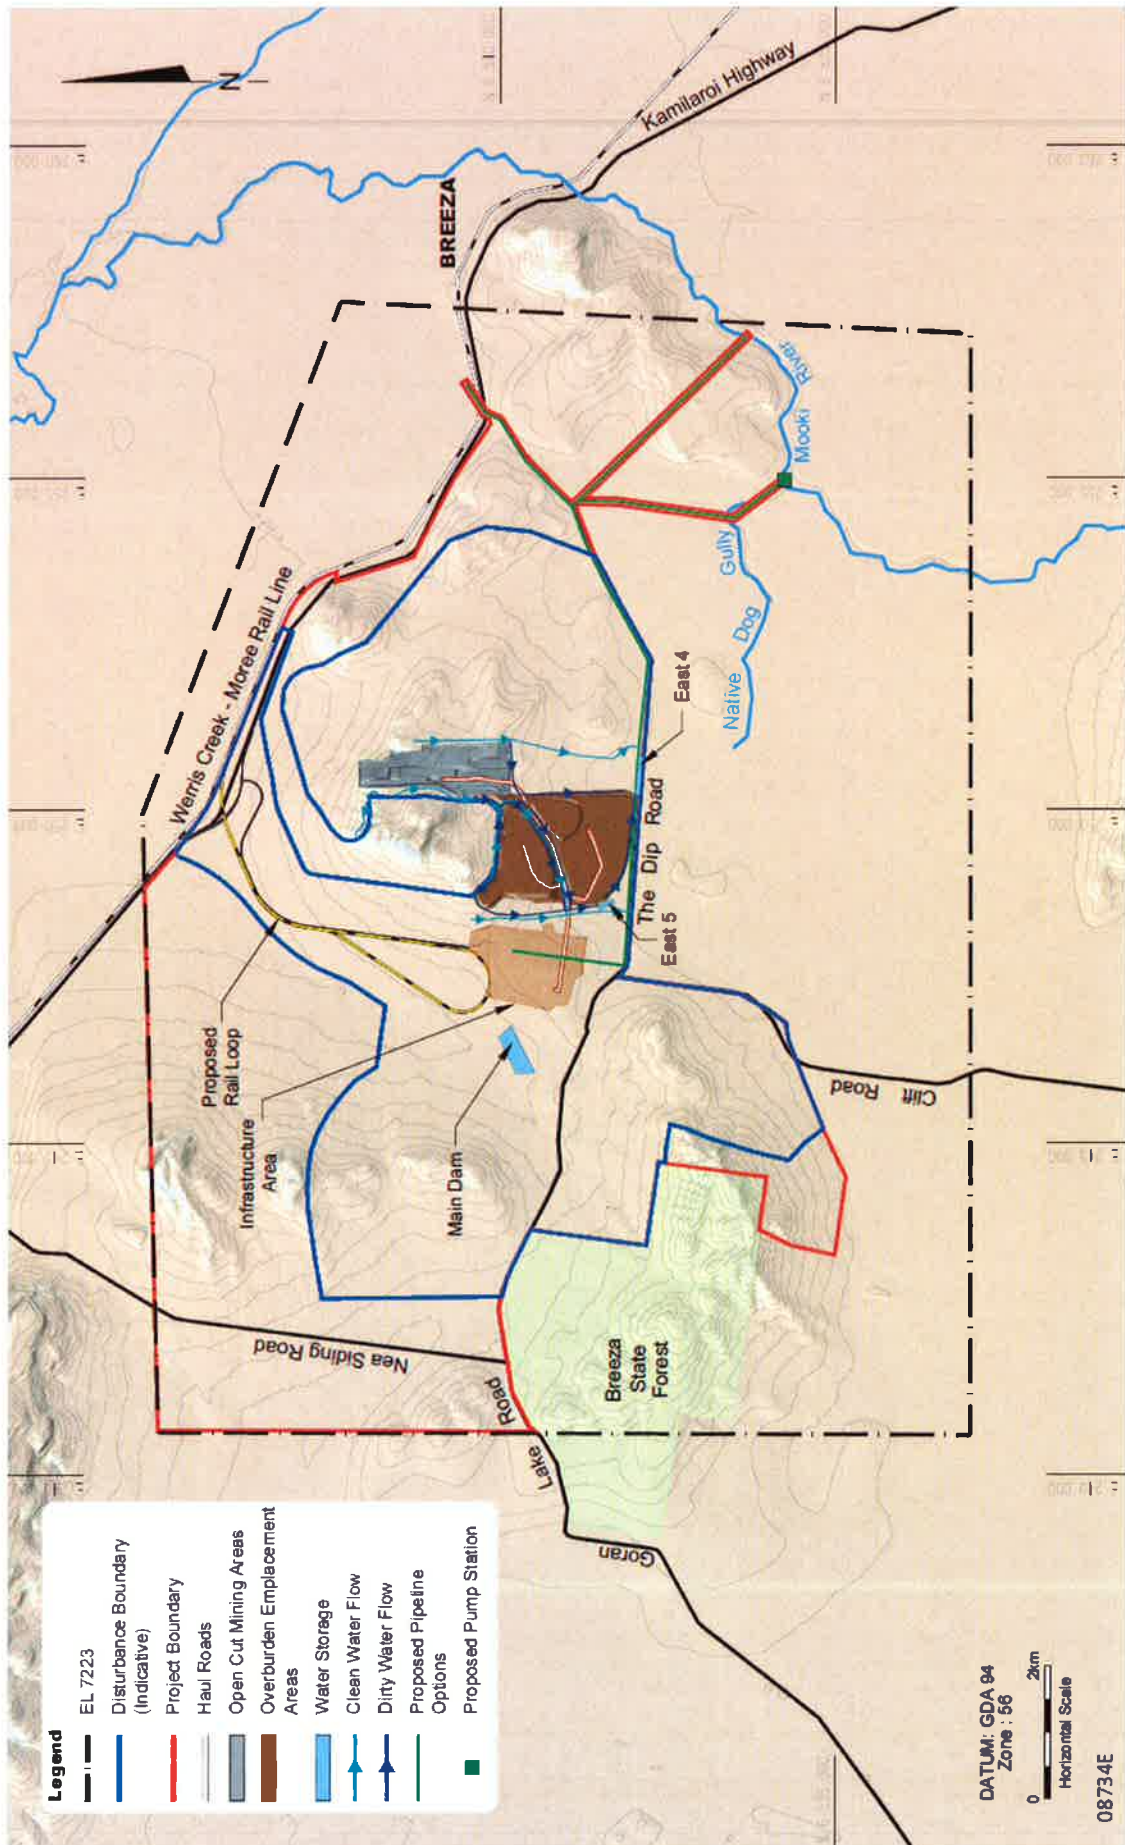 Legend
EL 7223
Disturbance Boundary
(Indicative)
Project Boundary
Haul Roads
Open Cut Mining Areas
Overburden Emplacement
Areas
Water Storage
Clean Water Flow
Dirty Water Flow
Proposed Pipeline
Options
Proposed Pump Station
N
Kamilaroi Highway
BREEZA
Werris Creek - Moree Rail Line
Proposed
Rail Loop
Infrastructure
Area
Main Dam
Nea Siding Road
Lake Road
Goran
Breeza
State
Forest
The Dip Road
East 4
East 5
Clift Road
Native Dog Gully
Mooki River
DATUM: GDA 94
Zone : 56
0 2km
Horizontal Scale
08734E